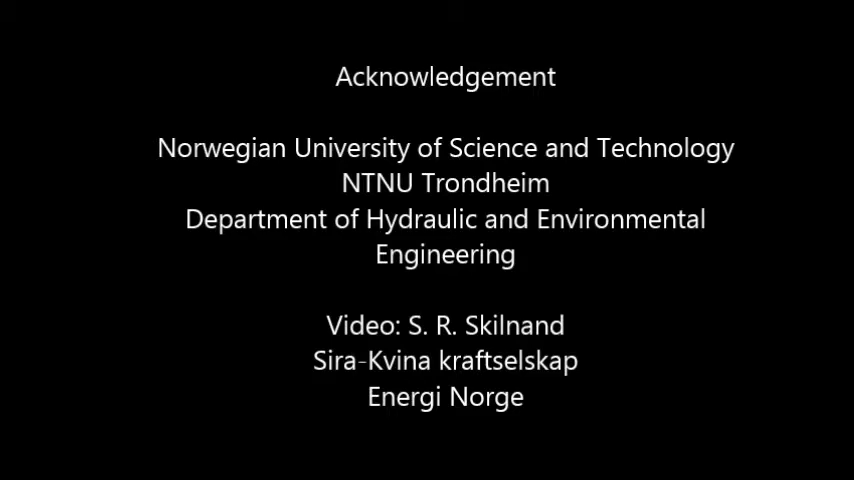 Acknowledgement
Norwegian University of Science and Technology
NTNU Trondheim
Department of Hydraulic and Environmental
Engineering
Video: S. R. Skilnand
Sira-Kvina kraftselskap
Energi Norge